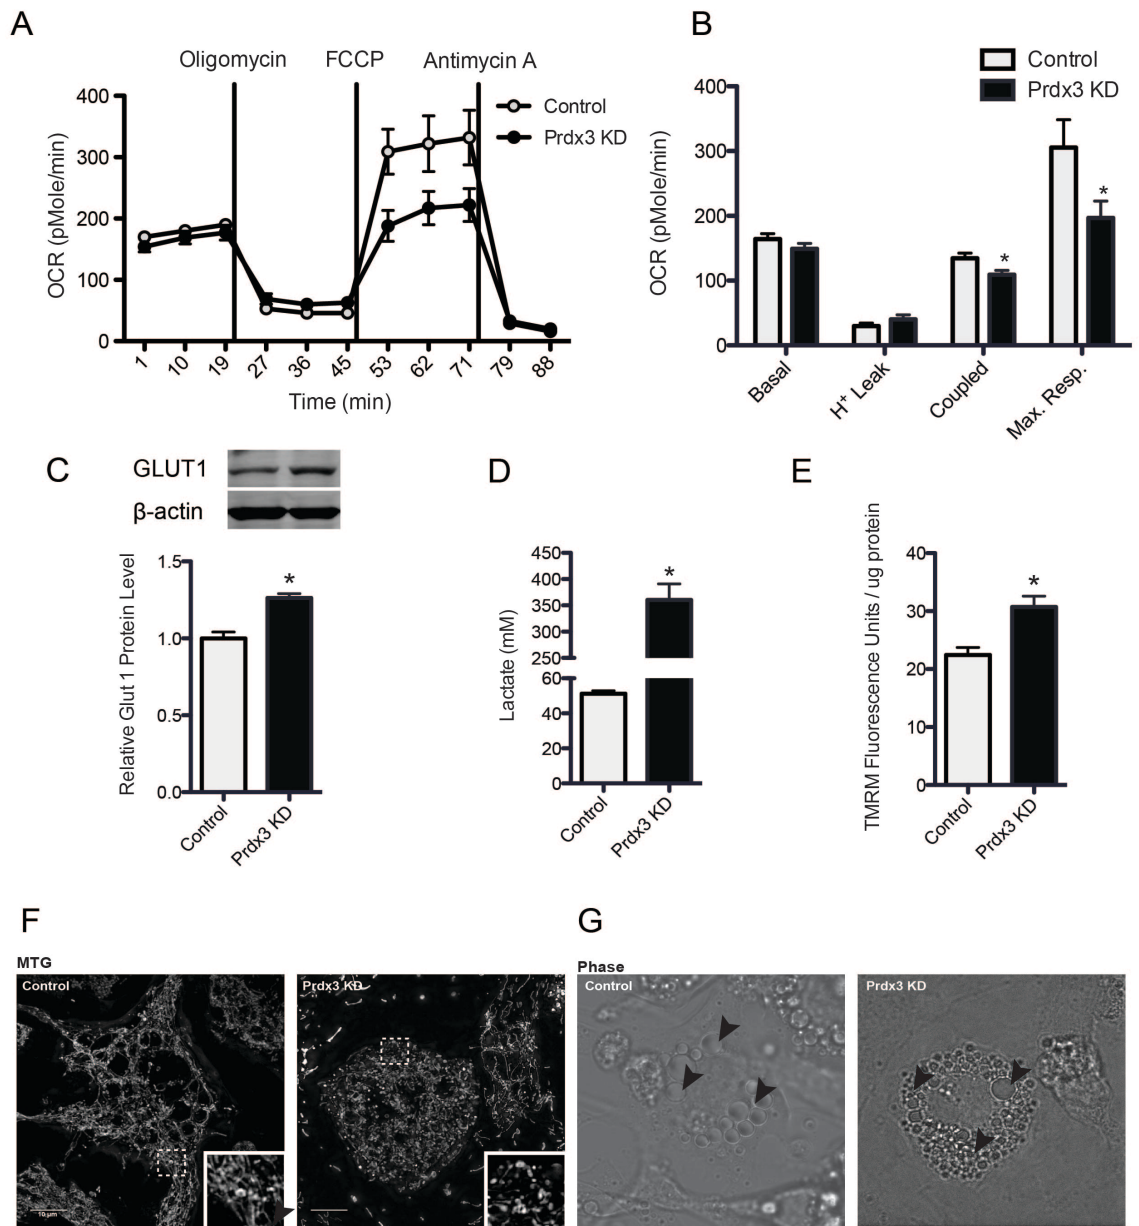 A
Oligomycin FCCP Antimycin A
Control
Prdx3 KD
OCR (pMole/min)
400
300
200
100
0
1 10 19 27 36 45 53 62 71 79 88
Time (min)
B
Control
Prdx3 KD
OCR (pMole/min)
400
300
200
100
0
*
*
Basal H⁺ Leak Coupled Max. Resp.
C
GLUT1
β-actin
Relative Glut 1 Protein Level
1.5
1.0
0.5
0.0
*
Control Prdx3 KD
D
Lactate (mM)
450
400
350
300
250
60
40
20
0
*
Control Prdx3 KD
E
TMRM Fluorescence Units / ug protein
40
30
20
10
0
*
Control Prdx3 KD
F
MTG
Control
10 µm
Prdx3 KD
G
Phase
Control
Prdx3 KD